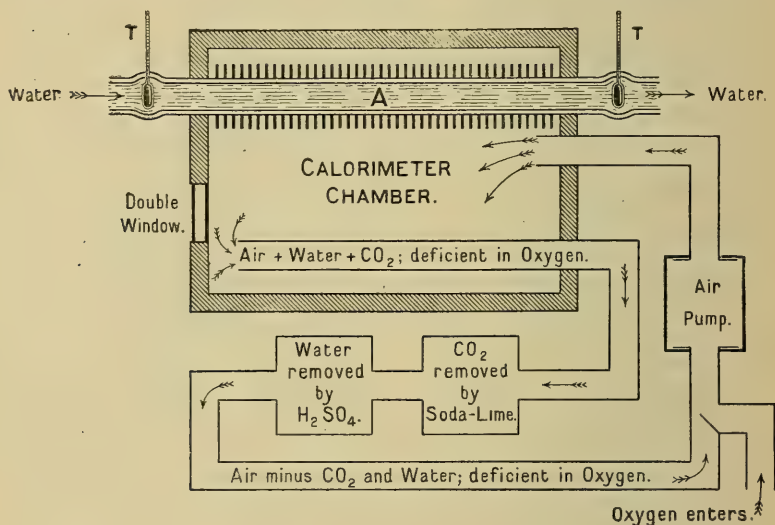 T
T
Water
A
Water.
CALORIMETER
CHAMBER.
Double
Window.
Air + Water + CO₂; deficient in Oxygen.
Air
Pump.
Water
removed
by
H₂SO₄.
CO₂
removed
by
Soda-Lime.
Air minus CO₂ and Water; deficient in Oxygen.
Oxygen enters.